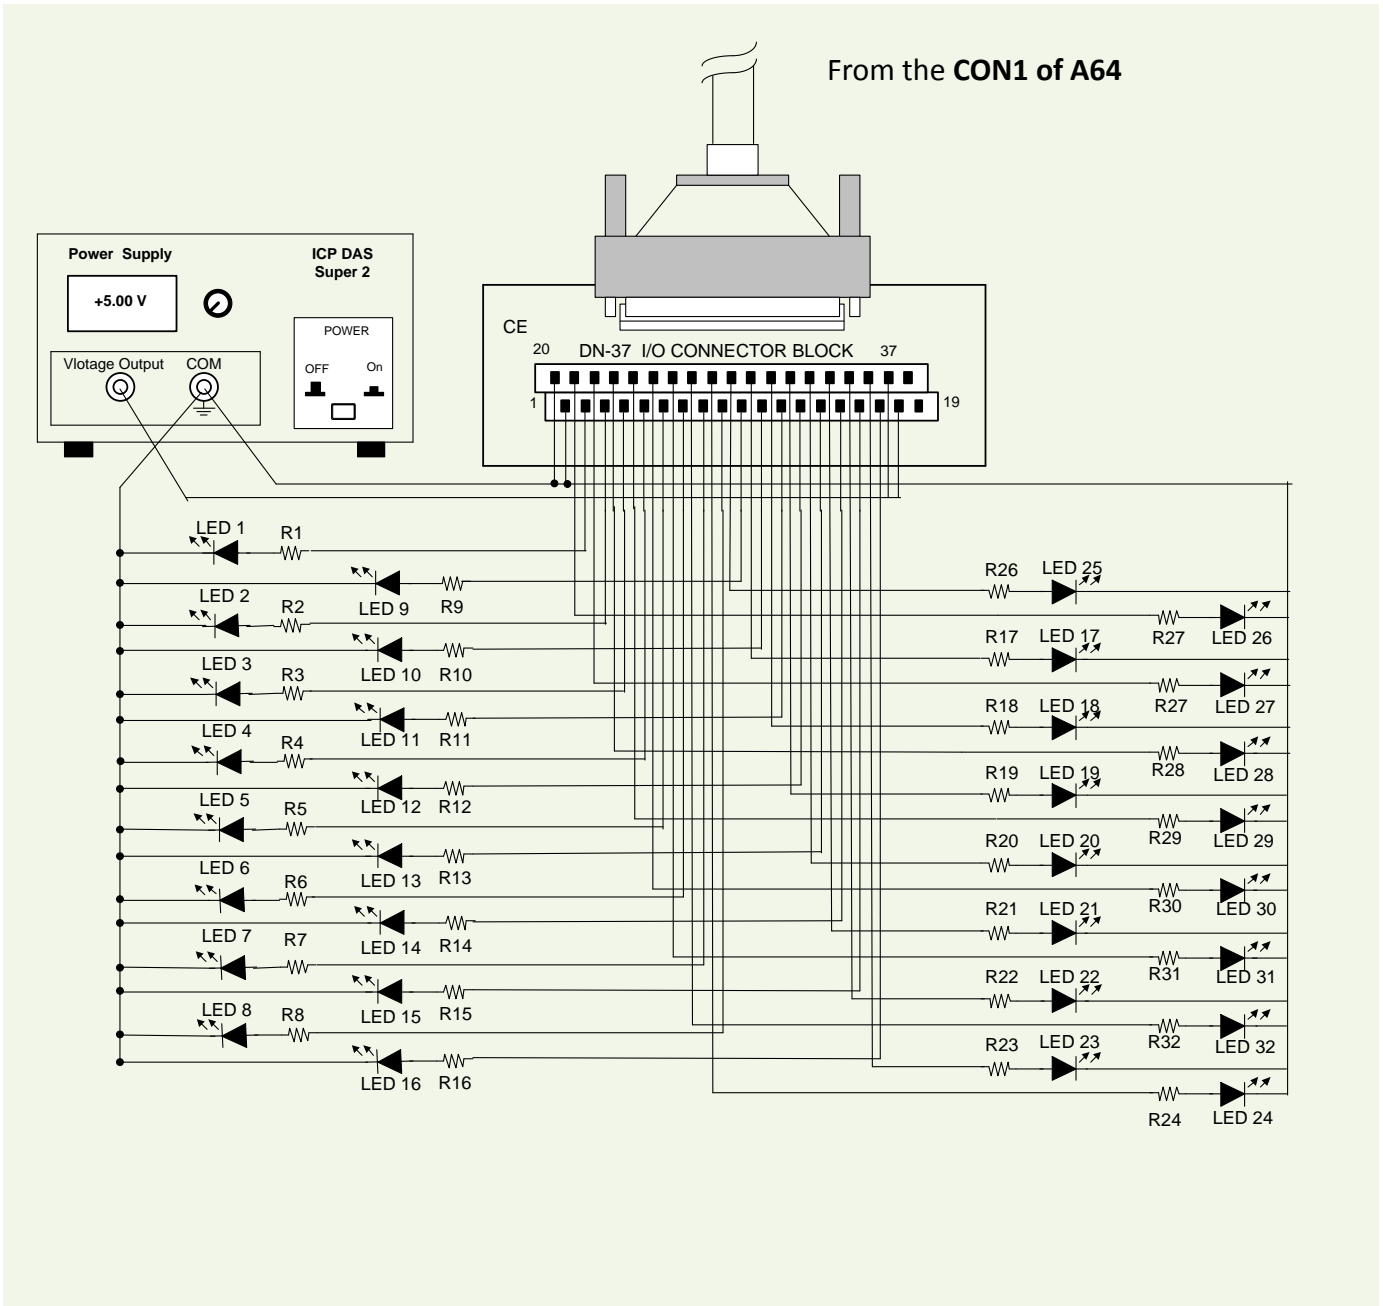 From the CON1 of A64
Power Supply
ICP DAS
Super 2
+5.00 V
POWER
OFF
On
Vlotage Output
COM
CE
20
DN-37 I/O CONNECTOR BLOCK
37
1
19
LED 1
R1
LED 9
R9
LED 2
R2
LED 10
R10
LED 3
R3
LED 11
R11
LED 4
R4
LED 12
R12
LED 5
R5
LED 13
R13
LED 6
R6
LED 14
R14
LED 7
R7
LED 15
R15
LED 8
R8
LED 16
R16
R26
LED 25
R27
LED 26
R17
LED 17
R27
LED 27
R18
LED 18
R28
LED 28
R19
LED 19
R29
LED 29
R20
LED 20
R30
LED 30
R21
LED 21
R31
LED 31
R22
LED 22
R32
LED 32
R23
LED 23
R24
LED 24